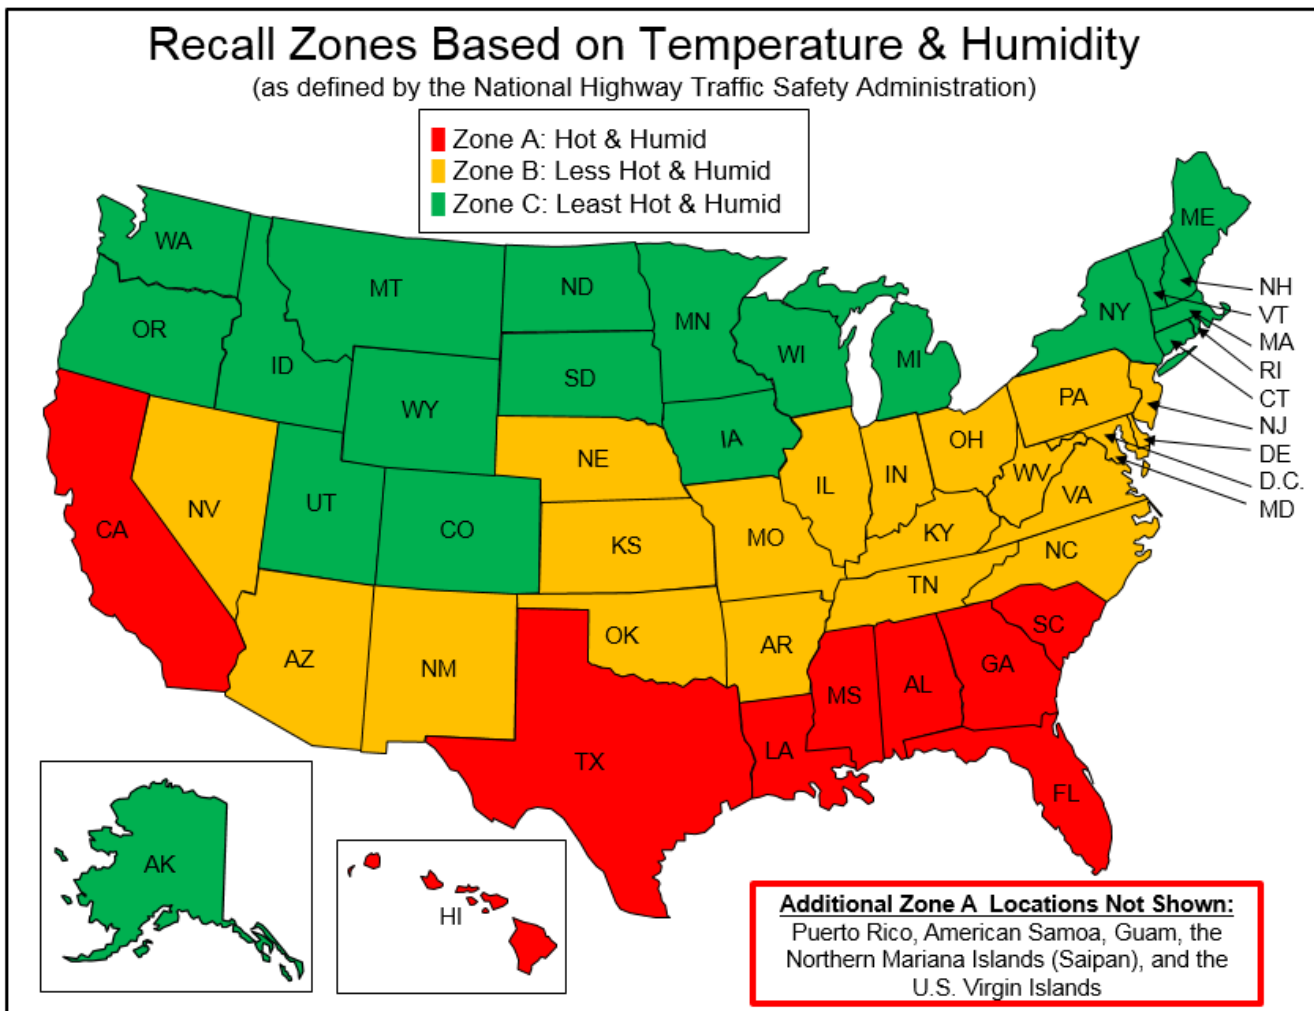 Recall Zones Based on Temperature & Humidity
(as defined by the National Highway Traffic Safety Administration)
Zone A: Hot & Humid
Zone B: Less Hot & Humid
Zone C: Least Hot & Humid
WA
MT
ND
MN
ME
OR
ID
WY
SD
WI
MI
NY
NH
VT
MA
RI
CT
NJ
DE
D.C.
MD
CA
NV
UT
CO
NE
IA
IL
IN
OH
PA
WV
VA
KS
MO
KY
NC
TN
AZ
NM
OK
AR
SC
GA
AL
MS
LA
TX
FL
AK
HI
Additional Zone A Locations Not Shown:
Puerto Rico, American Samoa, Guam, the
Northern Mariana Islands (Saipan), and the
U.S. Virgin Islands